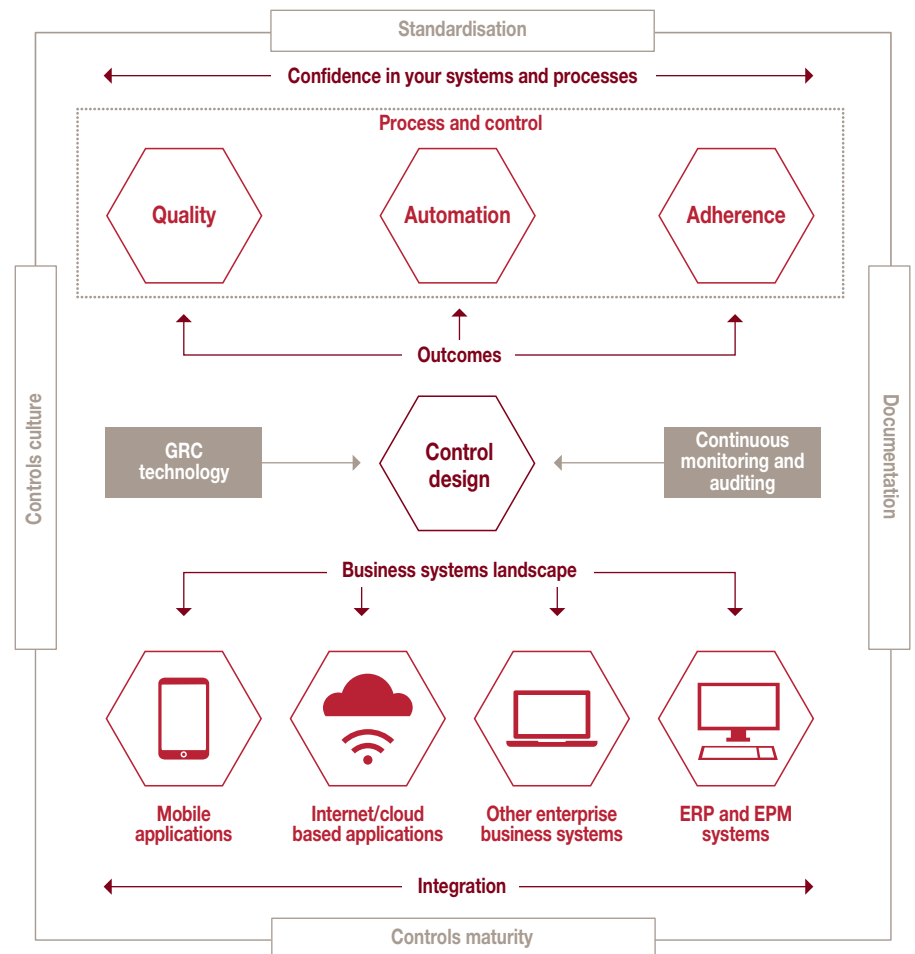 Standardisation
Confidence in your systems and processes
Process and control
Quality
Automation
Adherence
Outcomes
Controls culture
Documentation
GRC
technology
Control
design
Continuous
monitoring and
auditing
Business systems landscape
Mobile
applications
Internet/cloud
based applications
Other enterprise
business systems
ERP and EPM
systems
Integration
Controls maturity